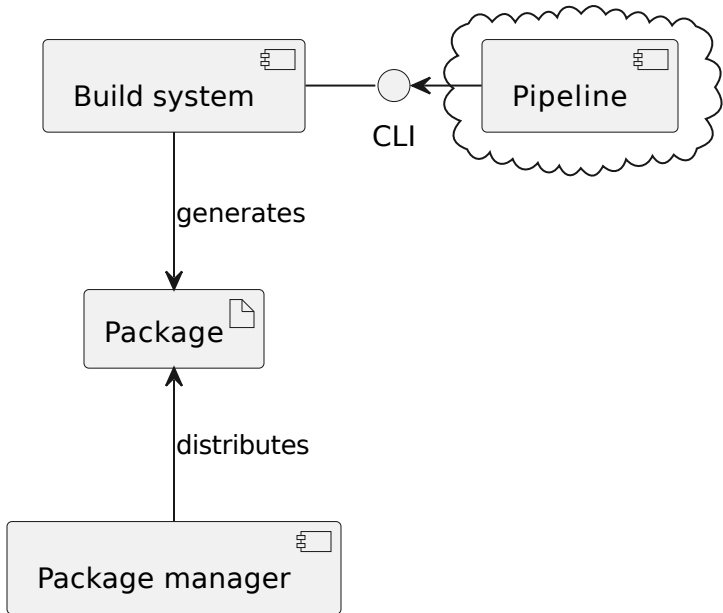 Build system
Pipeline
CLI
generates
Package
distributes
Package manager